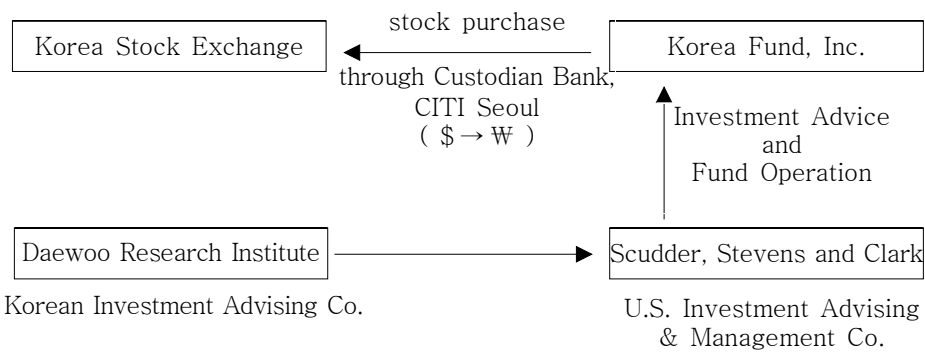 stock purchase
Korea Stock Exchange
Korea Fund, Inc.
through Custodian Bank,
CITI Seoul
( $ → ₩ )
Investment Advice
and
Fund Operation
Daewoo Research Institute
Scudder, Stevens and Clark
Korean Investment Advising Co.
U.S. Investment Advising
& Management Co.